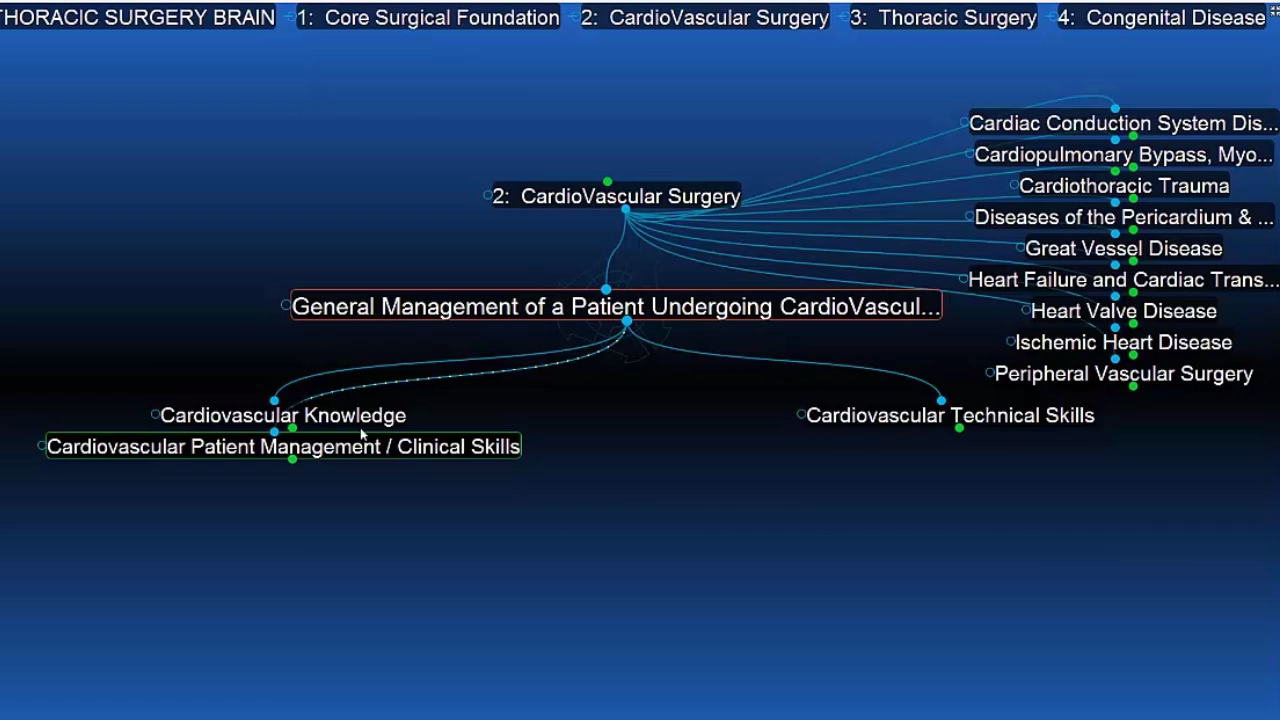 THORACIC SURGERY BRAIN
1: Core Surgical Foundation
2: CardioVascular Surgery
3: Thoracic Surgery
4: Congenital Disease
Cardiac Conduction System Dis...
Cardiopulmonary Bypass, Myo...
Cardiothoracic Trauma
2: CardioVascular Surgery
Diseases of the Pericardium & ...
Great Vessel Disease
Heart Failure and Cardiac Trans...
General Management of a Patient Undergoing CardioVascul...
Heart Valve Disease
Ischemic Heart Disease
Peripheral Vascular Surgery
Cardiovascular Knowledge
Cardiovascular Technical Skills
Cardiovascular Patient Management / Clinical Skills